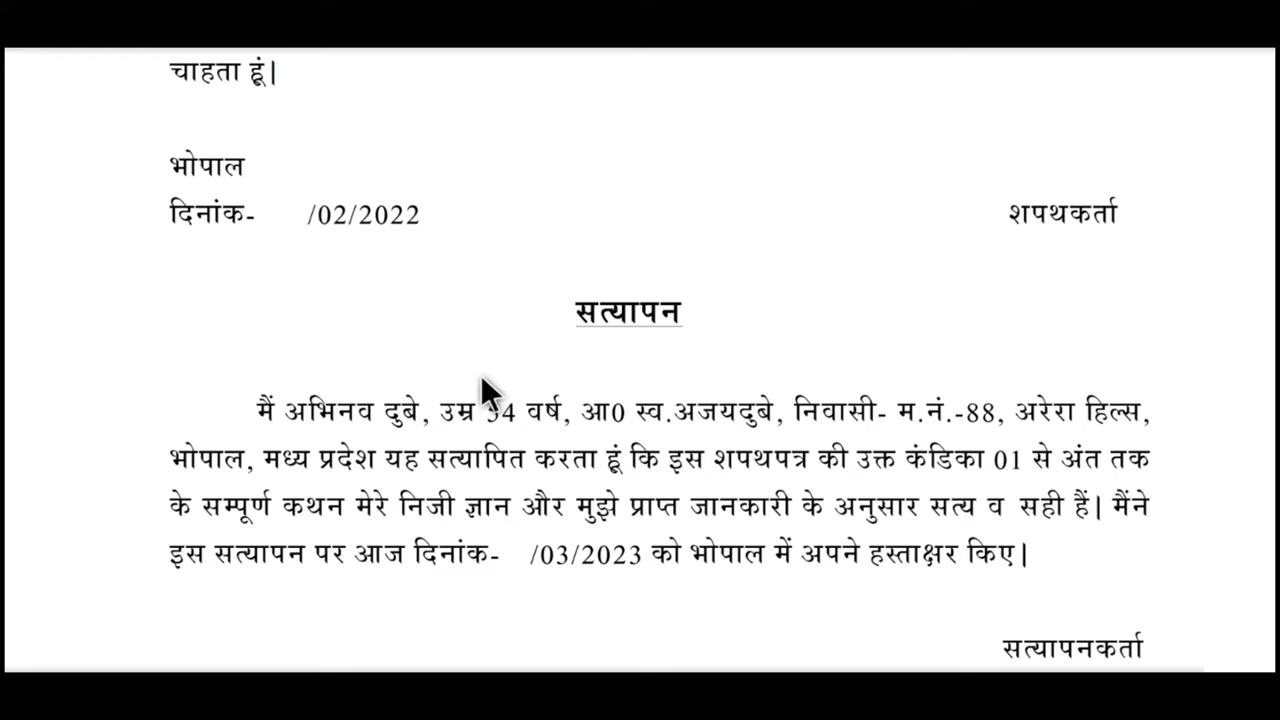 चाहता हूं|
भोपाल
दिनांक- /02/2022 शपथकर्ता
सत्यापन
मैं अभिनव दुबे, उम्र वर्ष, आ0 स्व.अजयदुबे, निवासी- म.नं.-88, अरेरा हिल्स,
भोपाल, मध्य प्रदेश यह सत्यापित करता हूं कि इस शपथपत्र की उक्त कंडिका 01 से अंत तक
के सम्पूर्ण कथन मेरे निजी ज्ञान और मुझे प्राप्त जानकारी के अनुसार सत्य व सही हैं| मैंने
इस सत्यापन पर आज दिनांक- /03/2023 को भोपाल में अपने हस्ताक्षर किए|
सत्यापनकर्ता